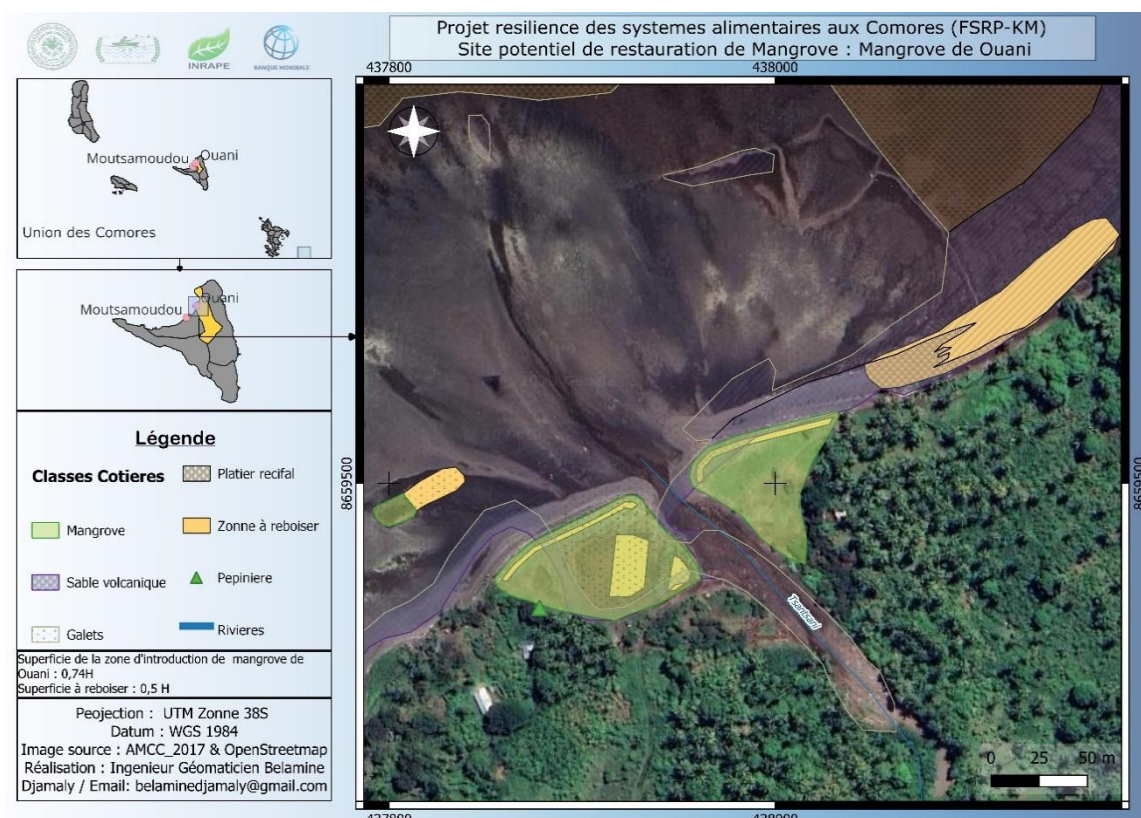 Projet resilience des systemes alimentaires aux Comores (FSRP-KM)
Site potentiel de restauration de Mangrove : Mangrove de Ouani
INRAPE
BANQUE MONDIALE
437800
438000
Moutsamoudou
Ouani
Union des Comores
Moutsamoudou
Ouani
8659500
8659500
Légende
Classes Cotieres
Platier recifal
Mangrove
Zonne à reboiser
Sable volcanique
Pepiniere
Galets
Rivieres
Tsantsani
Superficie de la zone d'introduction de mangrove de
Ouani : 0,74H
Superficie à reboiser : 0,5 H
Peojection : UTM Zonne 38S
Datum : WGS 1984
Image source : AMCC_2017 & OpenStreetmap
Réalisation : Ingenieur Géomaticien Belamine
Djamaly / Email: belaminedjamaly@gmail.com
0 25 50 m
437800
438000